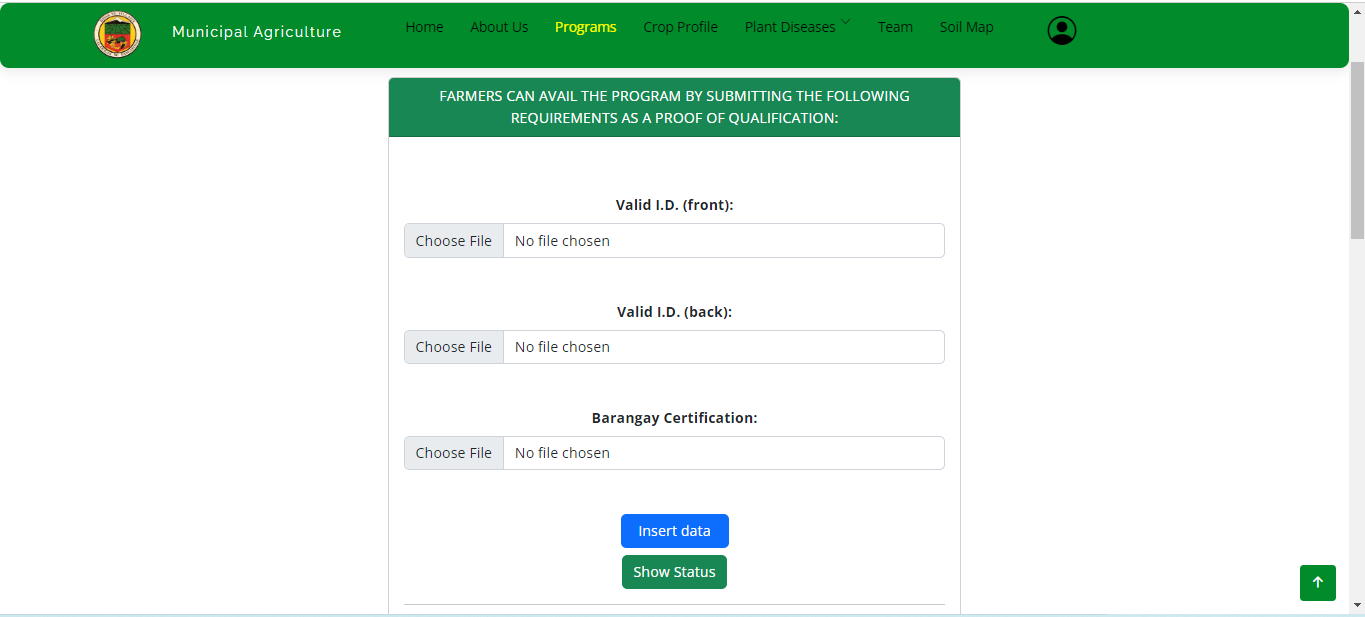 Municipal Agriculture
Home About Us Programs Crop Profile Plant Diseases Team Soil Map
FARMERS CAN AVAIL THE PROGRAM BY SUBMITTING THE FOLLOWING
REQUIREMENTS AS A PROOF OF QUALIFICATION:
Valid I.D. (front):
Choose File No file chosen
Valid I.D. (back):
Choose File No file chosen
Barangay Certification:
Choose File No file chosen
Insert data
Show Status